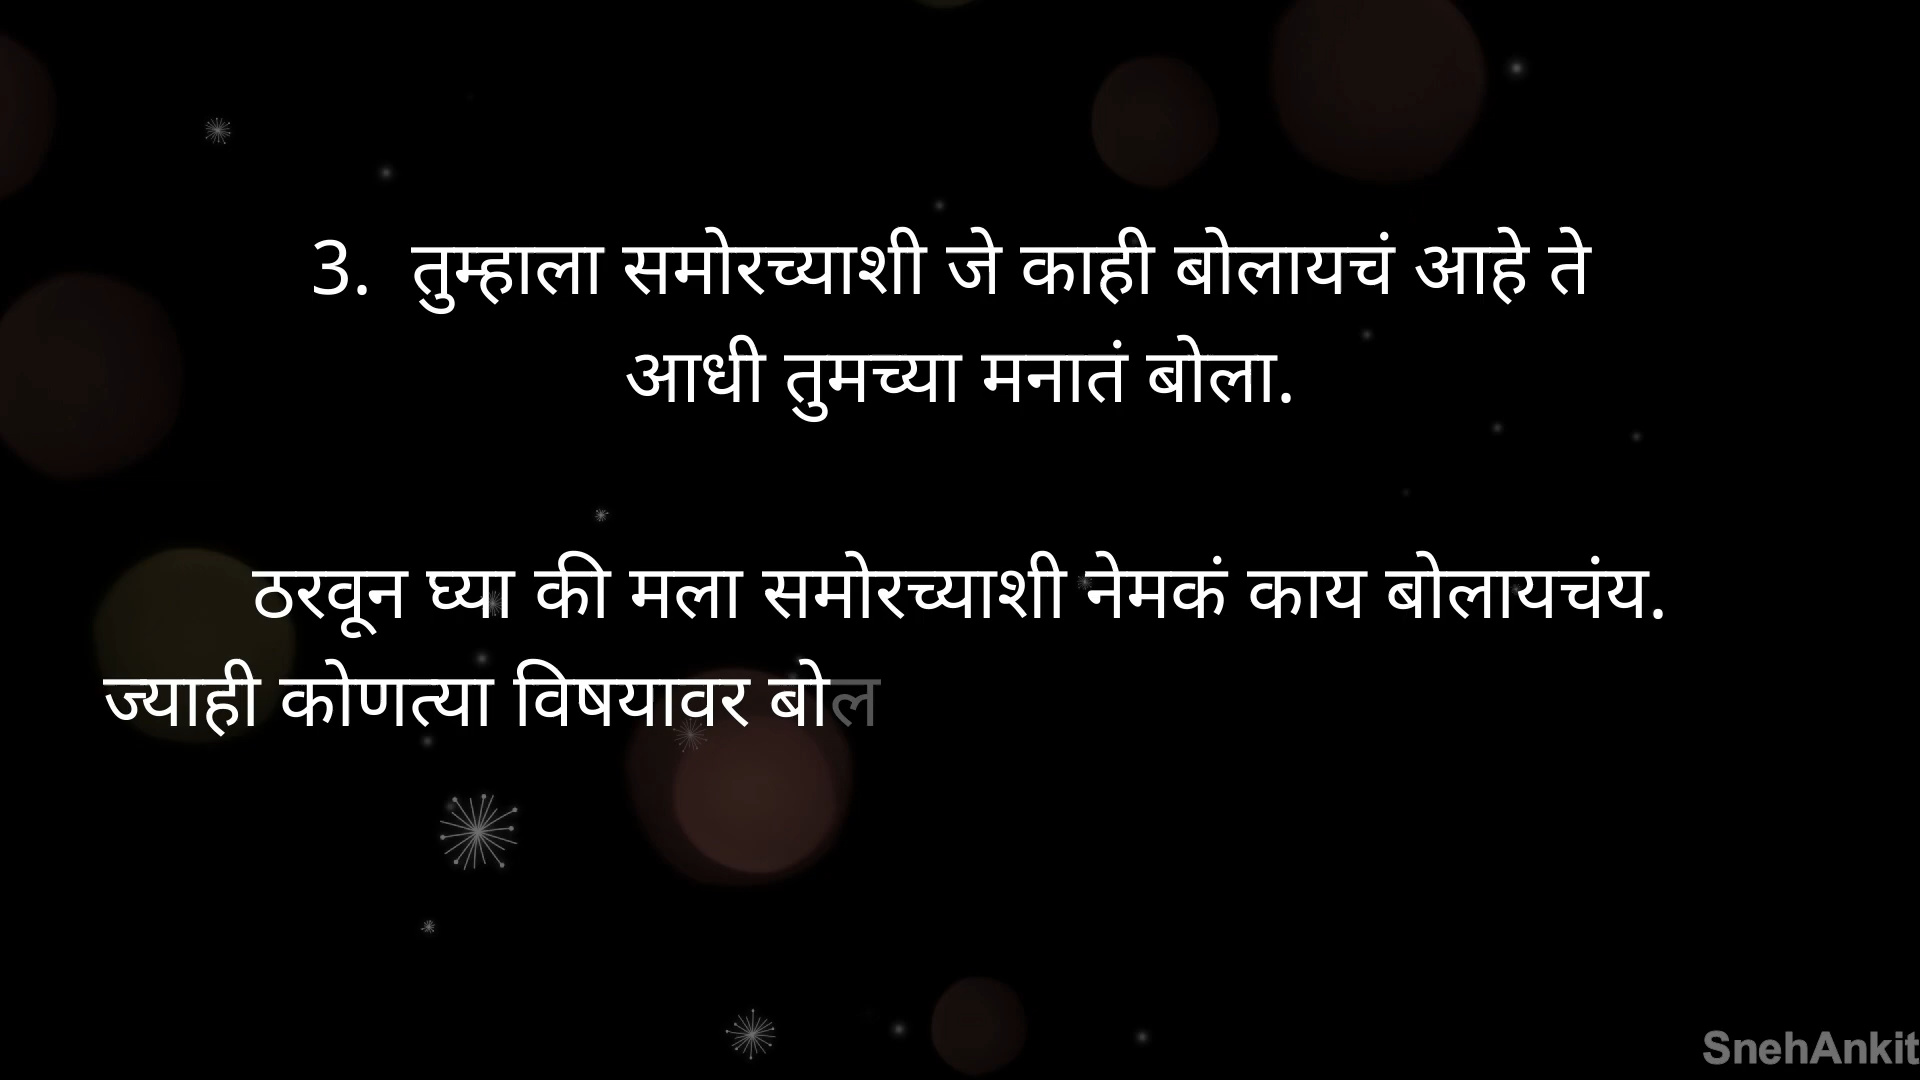 3. तुम्हाला समोरच्याशी जे काही बोलायचं आहे ते
आधी तुमच्या मनातं बोला.
ठरवून घ्या की मला समोरच्याशी नेमकं काय बोलायचंय.
ज्याही कोणत्या विषयावर बोल
SnehAnkit